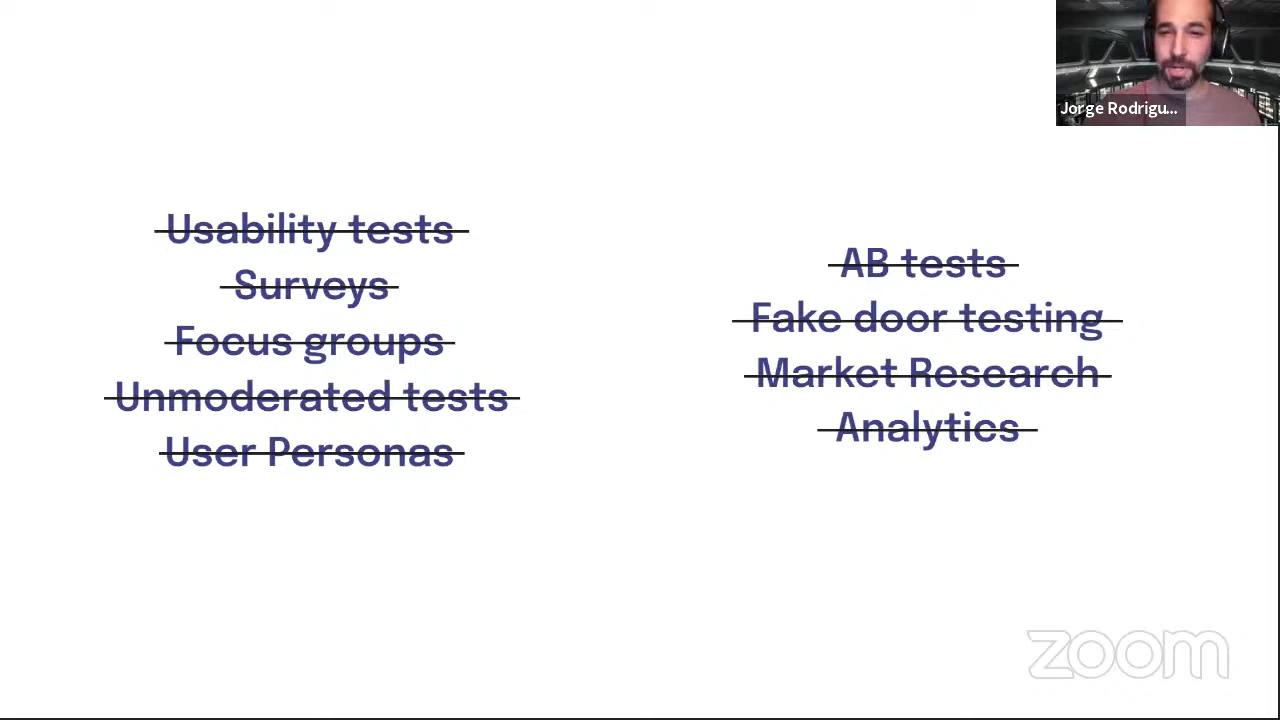 Jorge Rodrigu...
Usability tests
Surveys
Focus groups
Unmoderated tests
User Personas
AB tests
Fake door testing
Market Research
Analytics
zoom